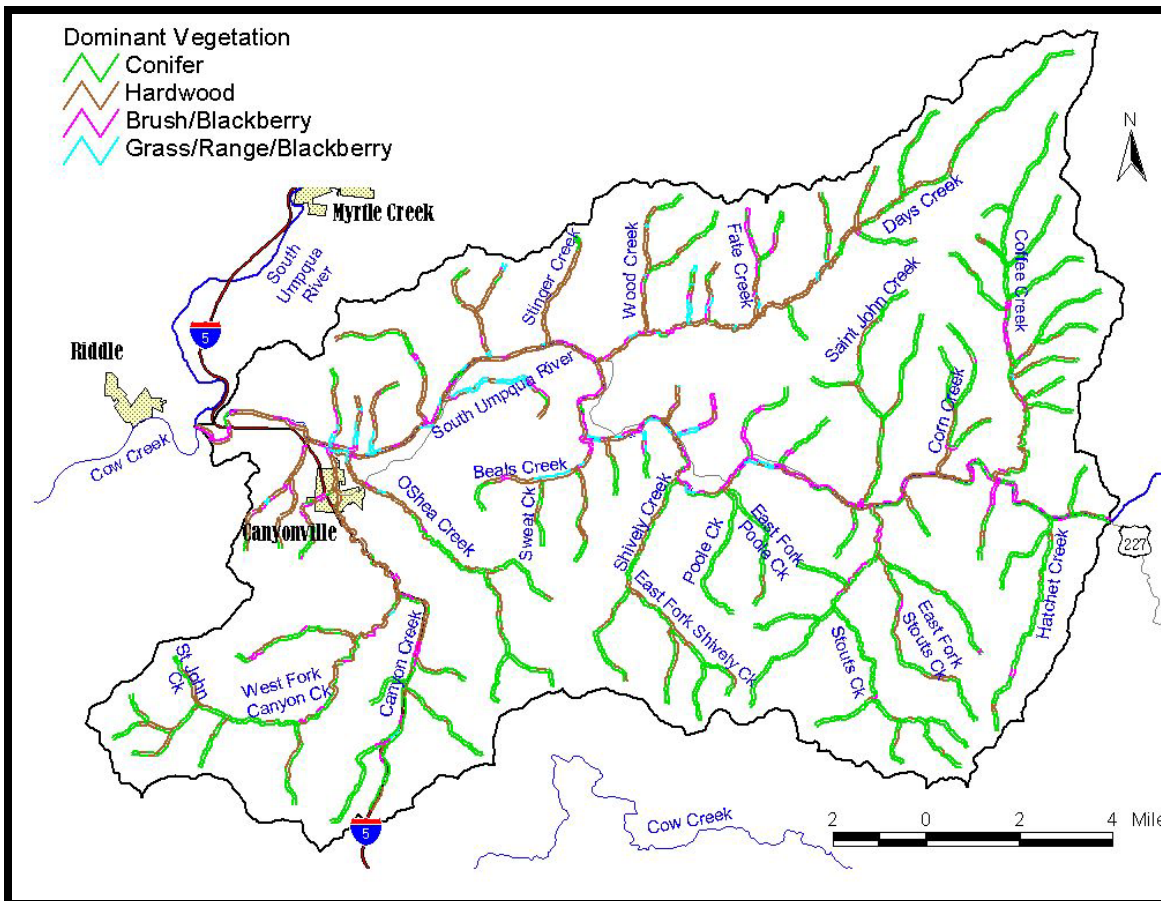 Dominant Vegetation
Conifer
Hardwood
Brush/Blackberry
Grass/Range/Blackberry
N
Myrtle Creek
South
Umpqua
River
5
Riddle
Cow Creek
Canyonville
Stinger Creek
Wood Creek
Fate Creek
Days Creek
Coffee Creek
Saint John Creek
Corn Creek
South Umpqua River
Beals Creek
OShea Creek
Sweat Ck
Shively Creek
Poole Ck
East Fork
Poole Ck
East Fork Shively Ck
Stouts Ck
East Fork
Stouts Ck
Hatchet Creek
227
St John
Ck
West Fork
Canyon Ck
Canyon Creek
5
Cow Creek
2 0 2 4 Mile